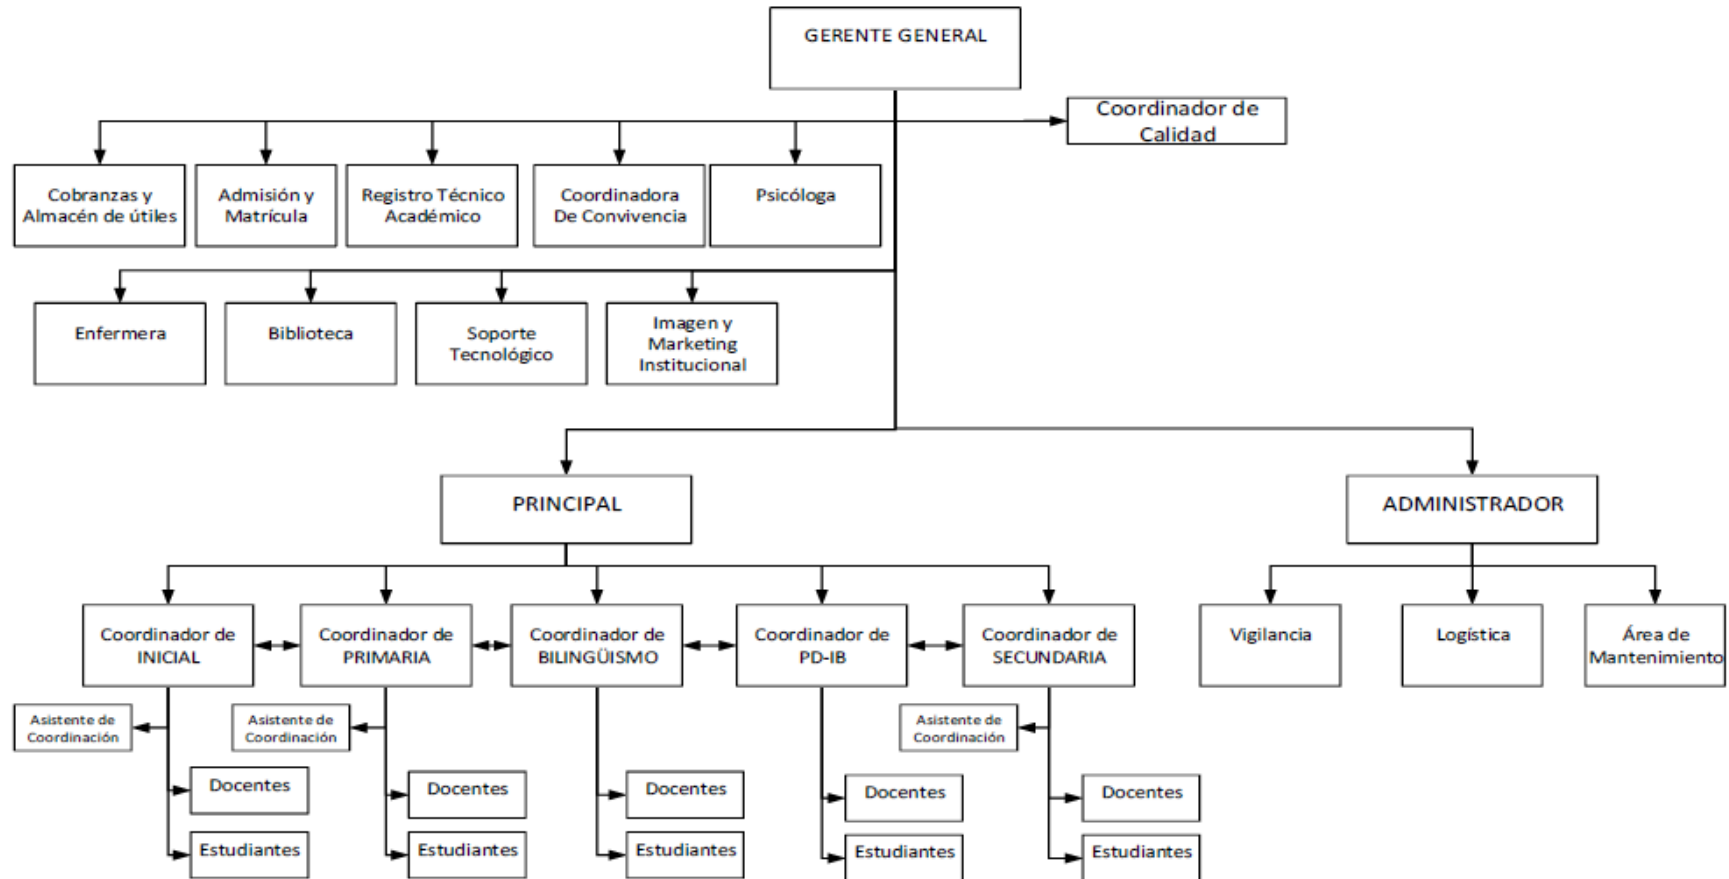 GERENTE GENERAL
Coordinador de
Calidad
Cobranzas y
Almacén de útiles
Admisión y
Matrícula
Registro Técnico
Académico
Coordinadora
De Convivencia
Psicóloga
Enfermera
Biblioteca
Soporte
Tecnológico
Imagen y
Marketing
Institucional
PRINCIPAL
ADMINISTRADOR
Coordinador de
INICIAL
Coordinador de
PRIMARIA
Coordinador de
BILINGÜISMO
Coordinador de
PD-IB
Coordinador de
SECUNDARIA
Vigilancia
Logística
Área de
Mantenimiento
Asistente de
Coordinación
Asistente de
Coordinación
Asistente de
Coordinación
Docentes
Docentes
Docentes
Docentes
Docentes
Estudiantes
Estudiantes
Estudiantes
Estudiantes
Estudiantes